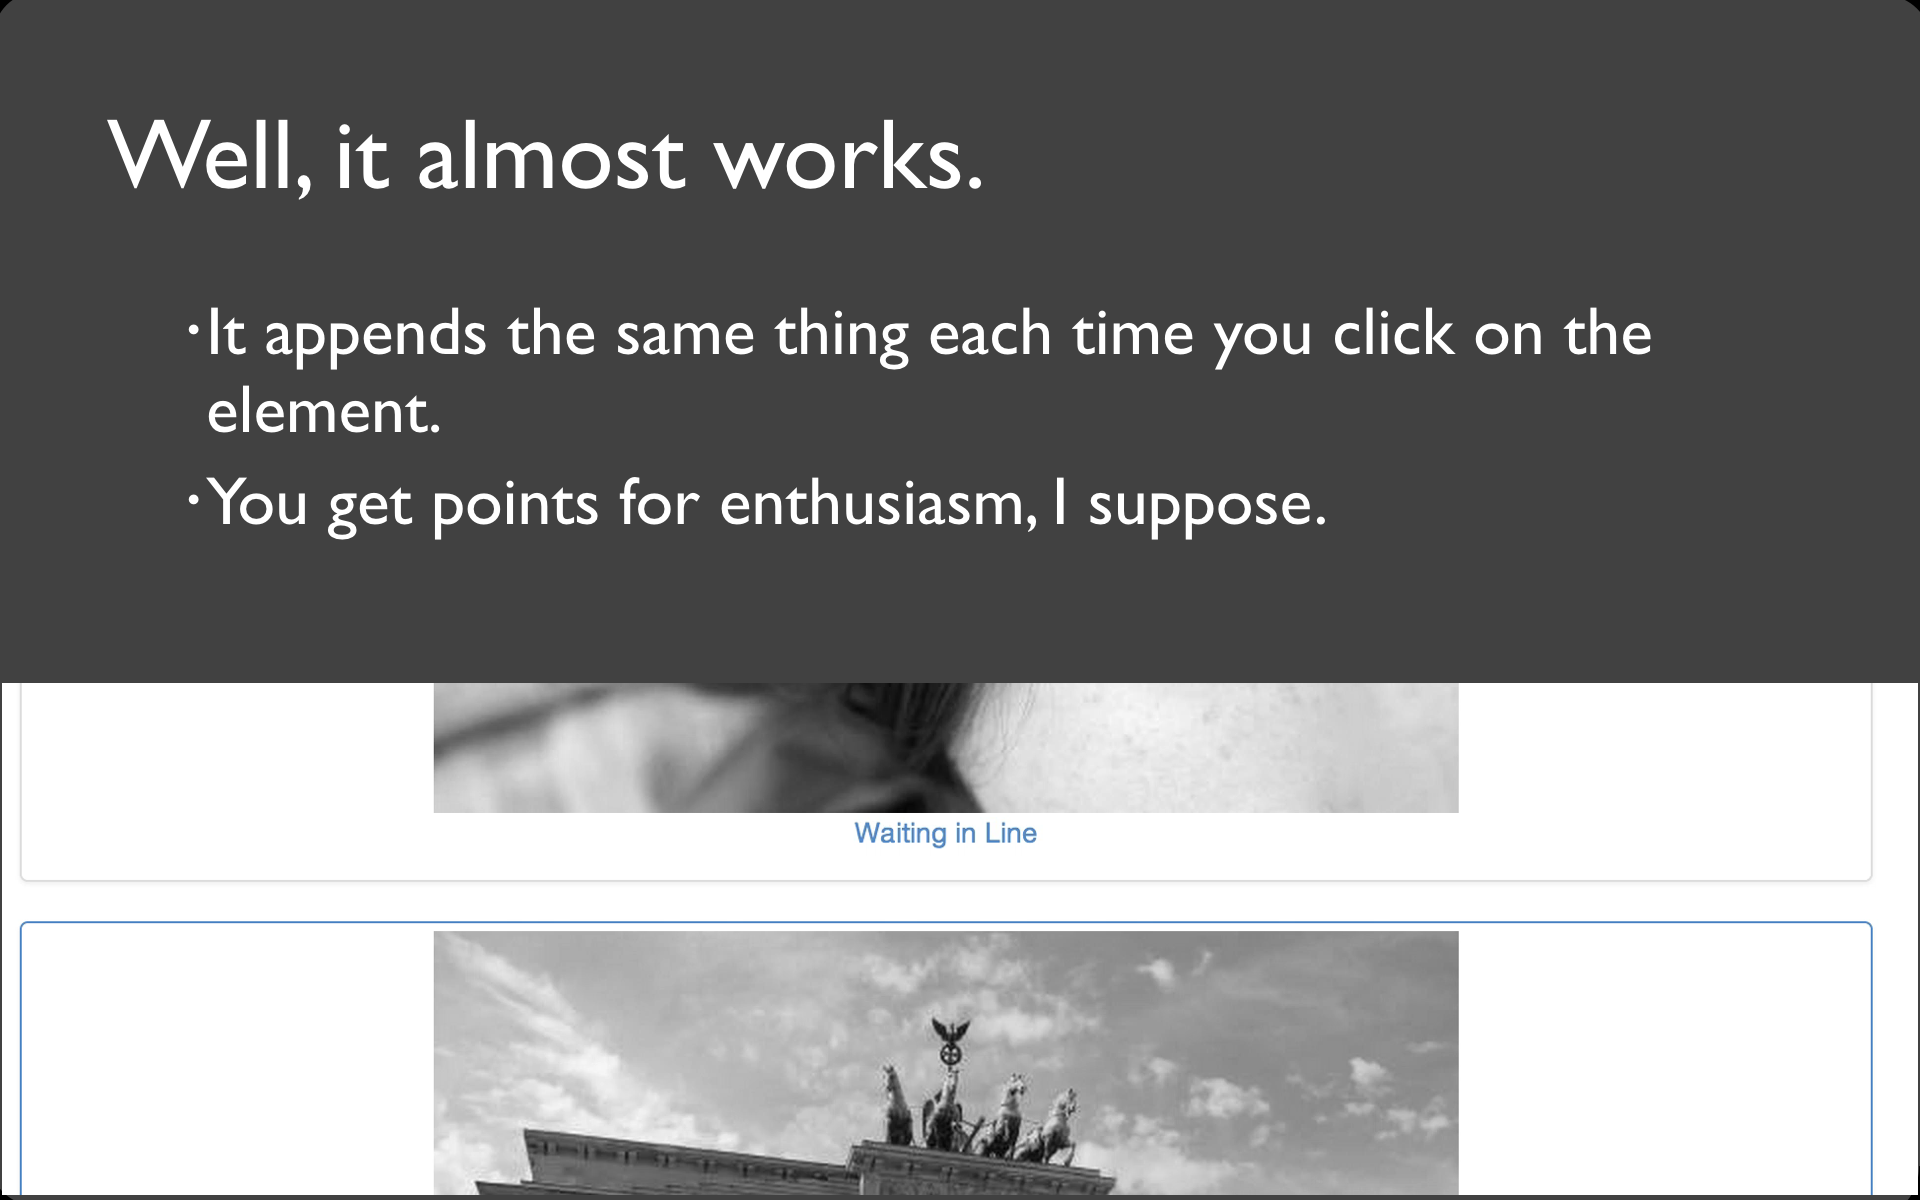 Well, it almost works.
·It appends the same thing each time you click on the
element.
·You get points for enthusiasm, I suppose.
Waiting in Line